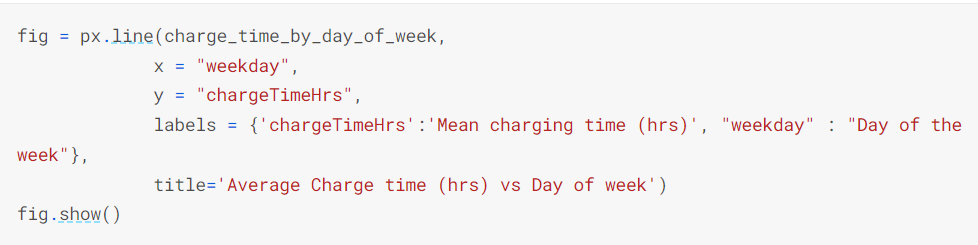 fig = px.line(charge_time_by_day_of_week,
             x = "weekday",
             y = "chargeTimeHrs",
             labels = {'chargeTimeHrs':'Mean charging time (hrs)', "weekday" : "Day of the
week"},
             title='Average Charge time (hrs) vs Day of week')
fig.show()